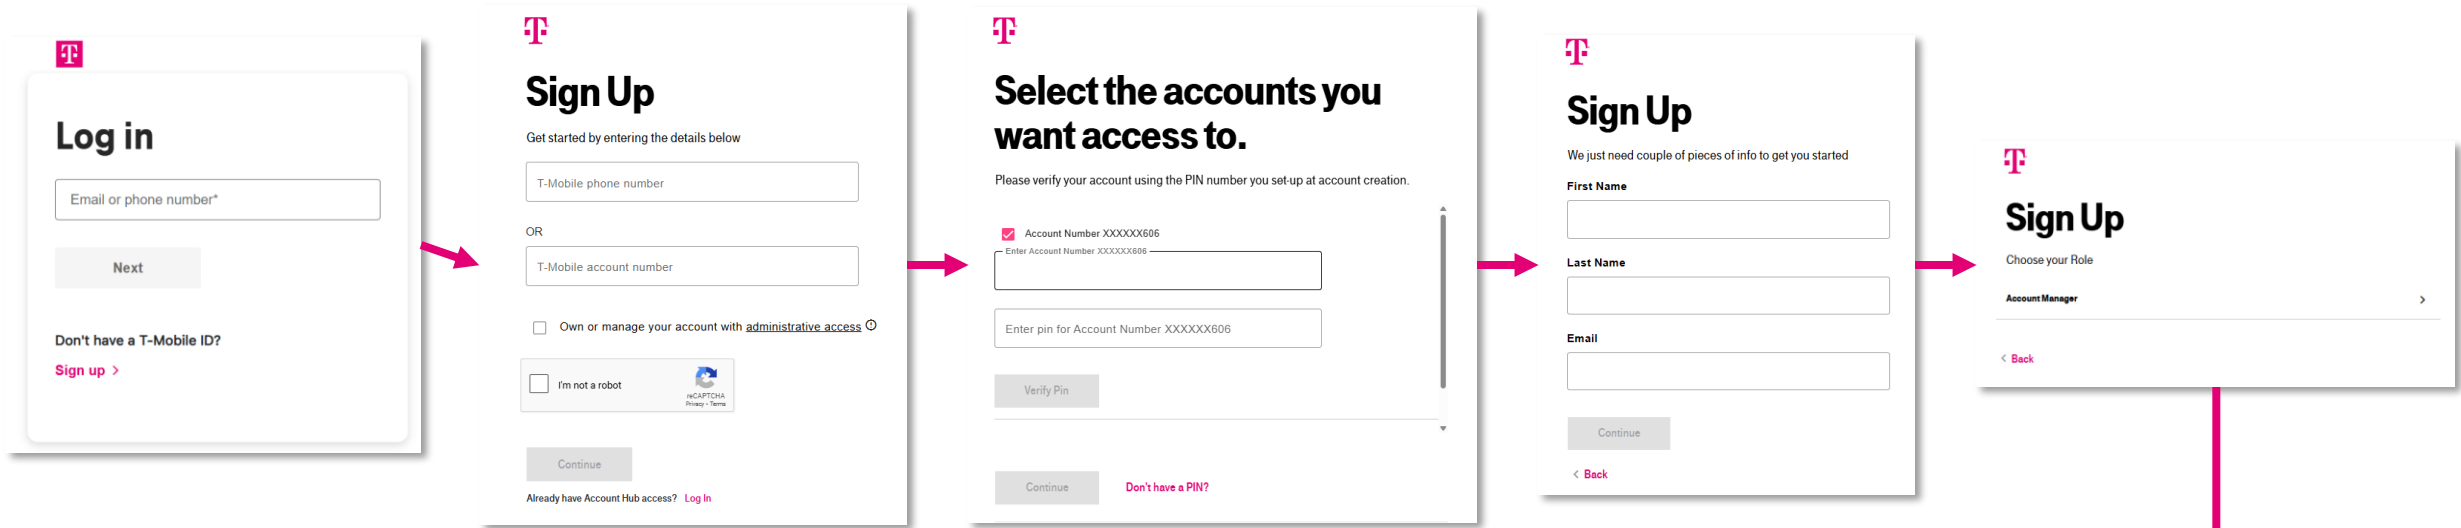 T
Log in
Email or phone number*
Next
Don't have a T-Mobile ID?
Sign up >
T
Sign Up
Get started by entering the details below
T-Mobile phone number
OR
T-Mobile account number
Own or manage your account with administrative access
I'm not a robot
reCAPTCHA
Privacy - Terms
Continue
Already have Account Hub access? Log In
T
Select the accounts you
want access to.
Please verify your account using the PIN number you set-up at account creation.
Account Number XXXXXX606
Enter Account Number XXXXXX606
Enter pin for Account Number XXXXXX606
Verify Pin
Continue
Don't have a PIN?
T
Sign Up
We just need couple of pieces of info to get you started
First Name
Last Name
Email
Continue
< Back
T
Sign Up
Choose your Role
Account Manager >
< Back